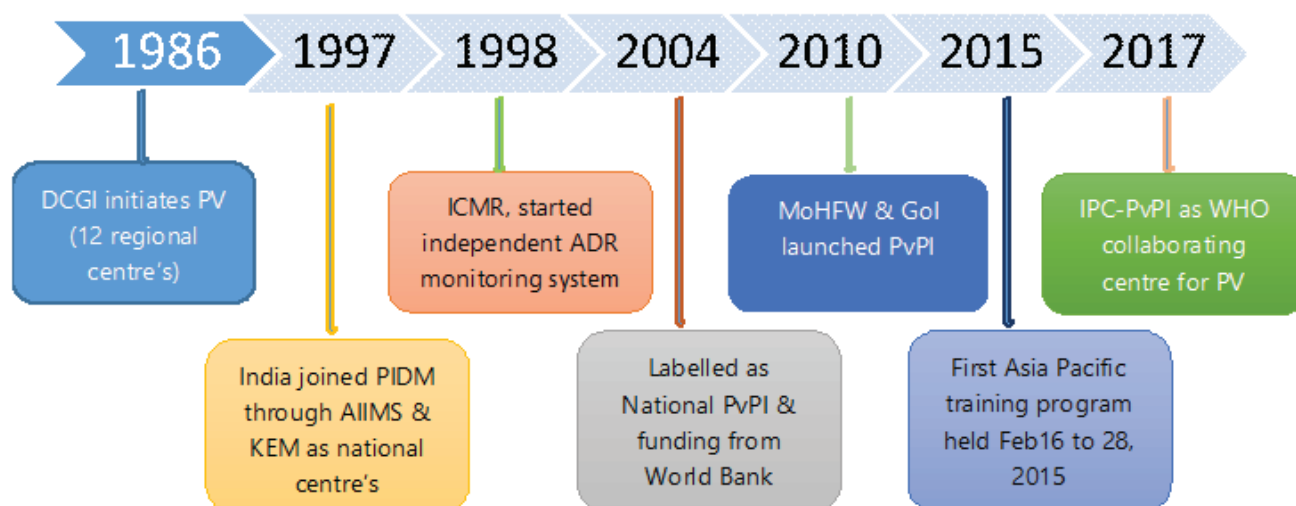 1986 1997 1998 2004 2010 2015 2017
DCGI initiates PV
(12 regional
centre's)
India joined PIDM
through AIIMS &
KEM as national
centre's
ICMR, started
independent ADR
monitoring system
Labelled as
National PvPI &
funding from
World Bank
MoHFW & GoI
launched PvPI
First Asia Pacific
training program
held Feb16 to 28,
2015
IPC-PvPI as WHO
collaborating
centre for PV